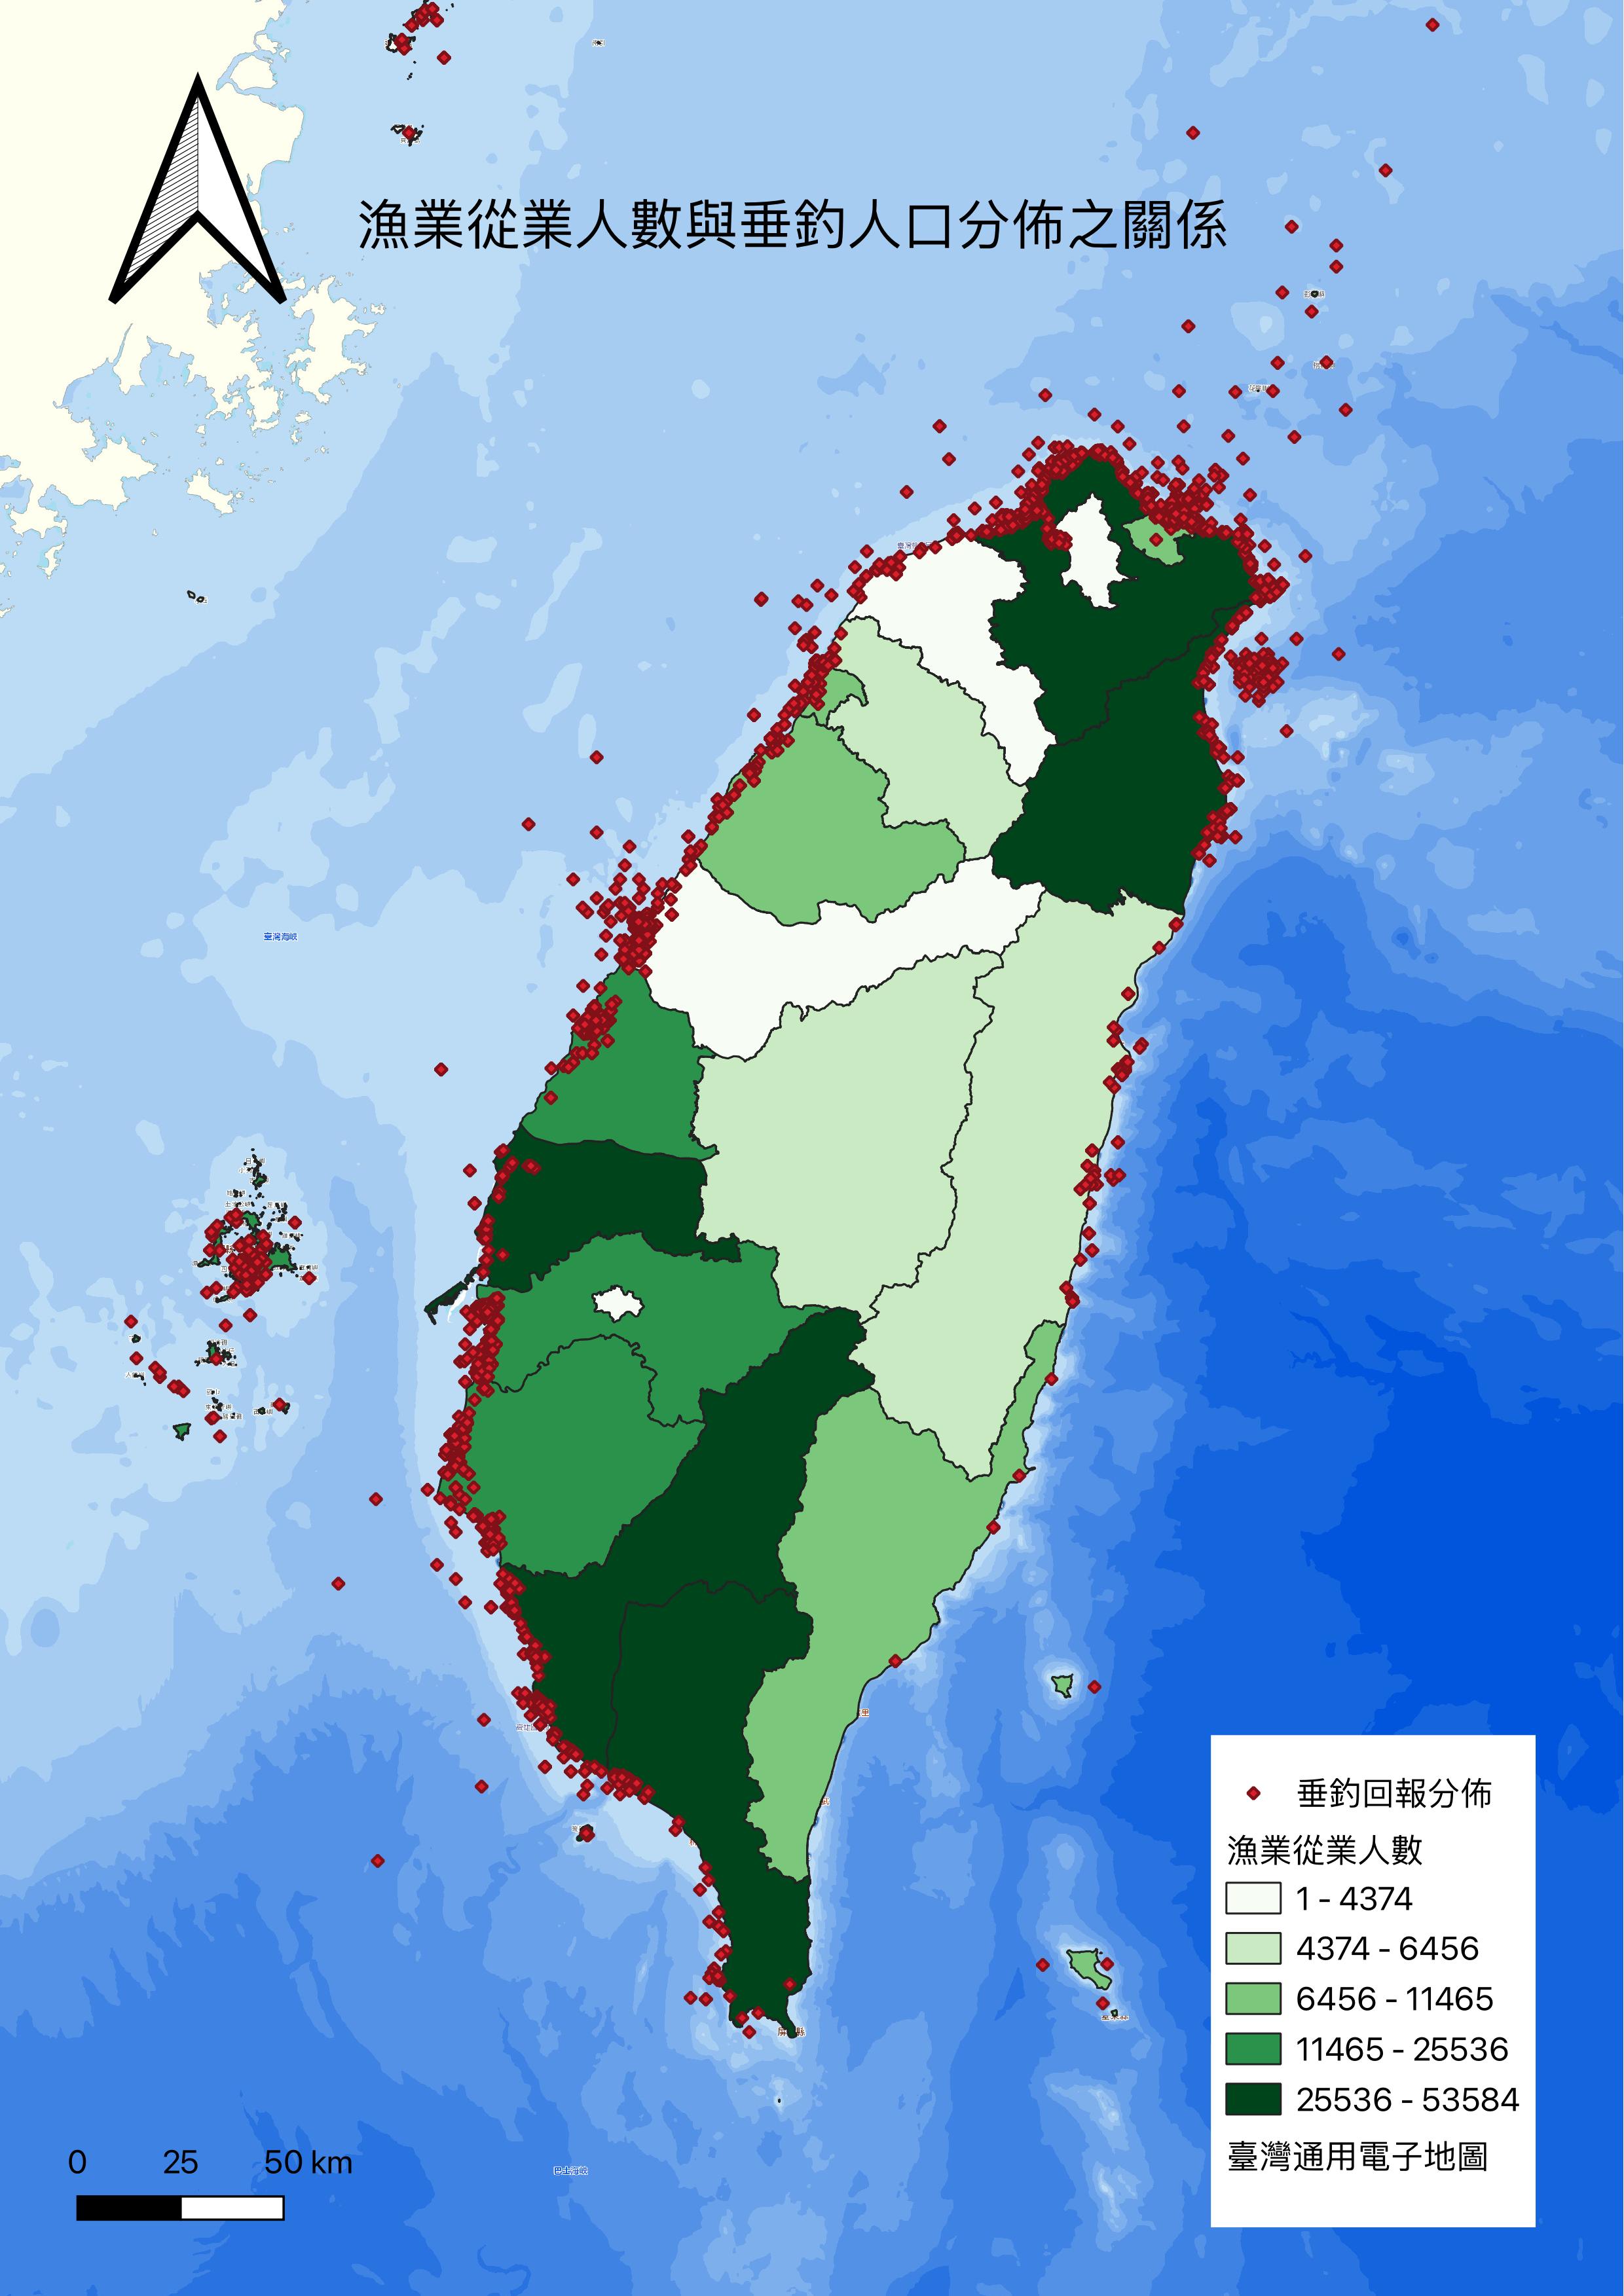 漁業從業人數與垂釣人口分佈之關係
臺灣海峽
垂釣回報分佈
漁業從業人數
1 - 4374
4374 - 6456
6456 - 11465
11465 - 25536
25536 - 53584
臺灣通用電子地圖
0 25 50 km
巴士海峽